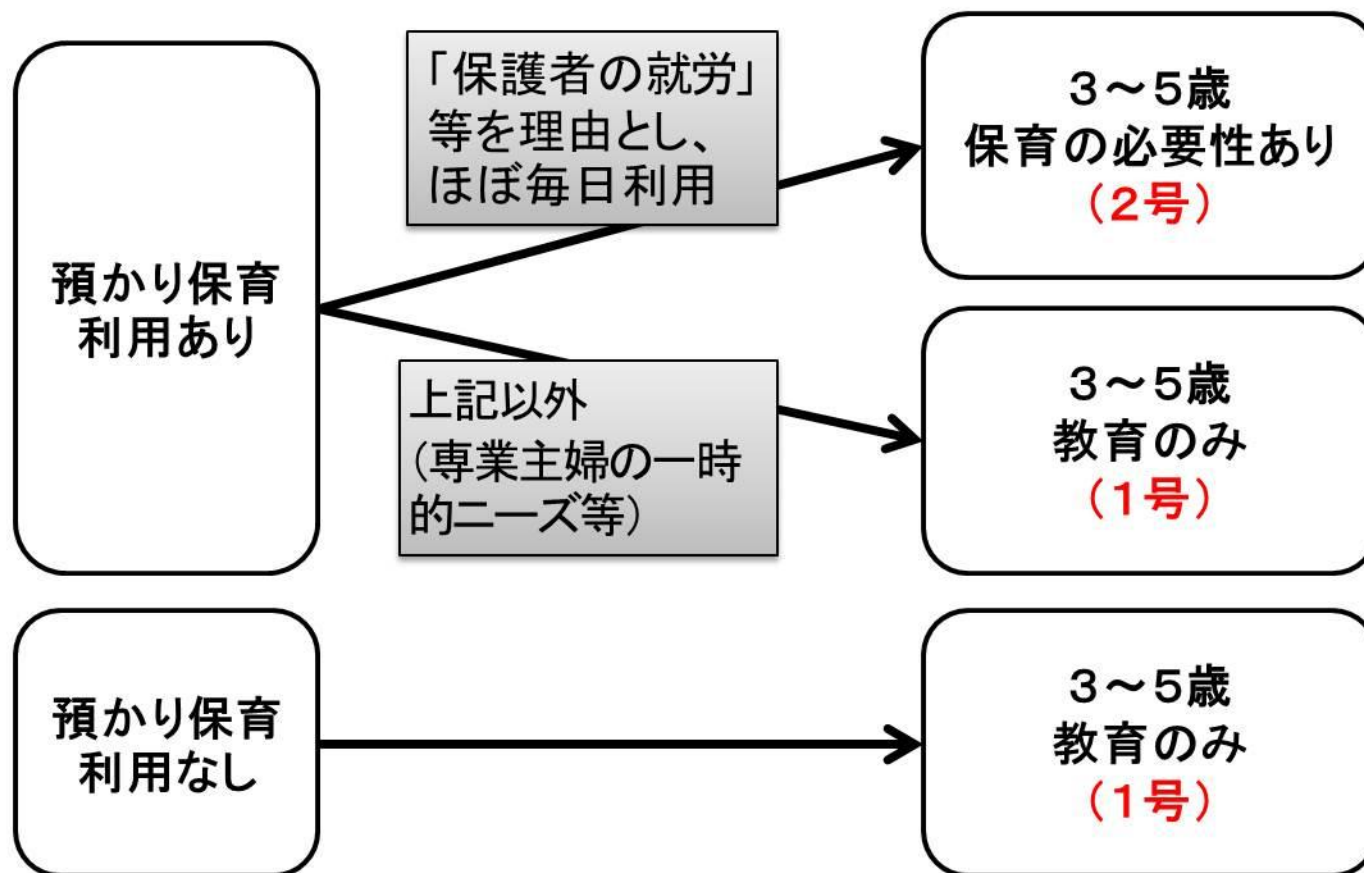 預かり保育
利用あり
「保護者の就労」
等を理由とし、
ほぼ毎日利用
３～５歳
保育の必要性あり
（２号）
上記以外
（専業主婦の一時
的ニーズ等）
３～５歳
教育のみ
（１号）
預かり保育
利用なし
３～５歳
教育のみ
（１号）